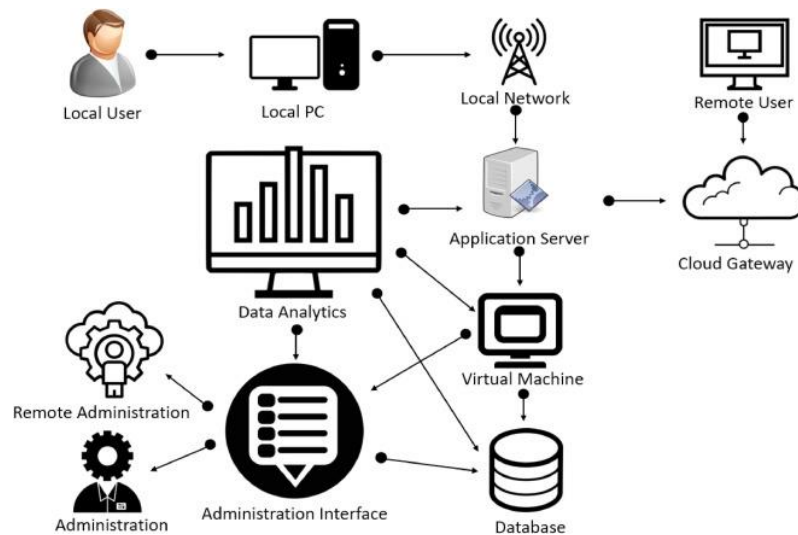 Local User
Local PC
Local Network
Remote User
Application Server
Cloud Gateway
Data Analytics
Virtual Machine
Remote Administration
Administration
Administration Interface
Database